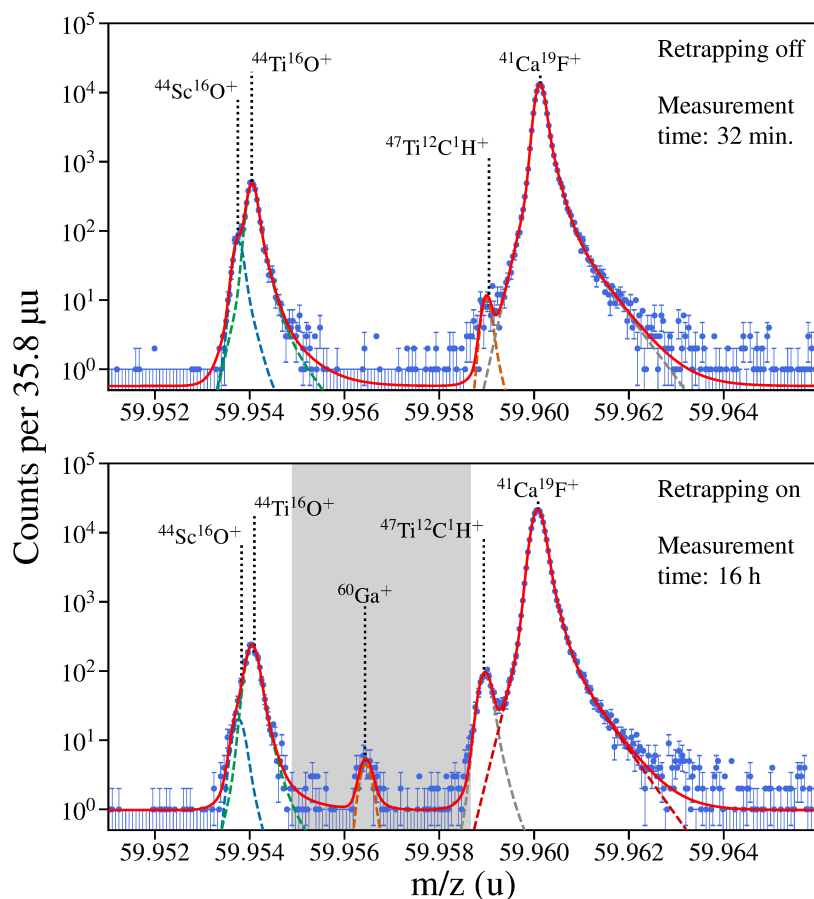 10⁵
10⁴
10³
10²
10¹
10⁰
Counts per 35.8 μu
⁴⁴Sc¹⁶O⁺
⁴⁴Ti¹⁶O⁺
⁴⁷Ti¹²C¹H⁺
⁴¹Ca¹⁹F⁺
Retrapping off
Measurement
time: 32 min.
59.952 59.954 59.956 59.958 59.960 59.962 59.964
10⁵
10⁴
10³
10²
10¹
10⁰
⁴⁴Sc¹⁶O⁺
⁴⁴Ti¹⁶O⁺
⁶⁰Ga⁺
⁴⁷Ti¹²C¹H⁺
⁴¹Ca¹⁹F⁺
Retrapping on
Measurement
time: 16 h
59.952 59.954 59.956 59.958 59.960 59.962 59.964
m/z (u)